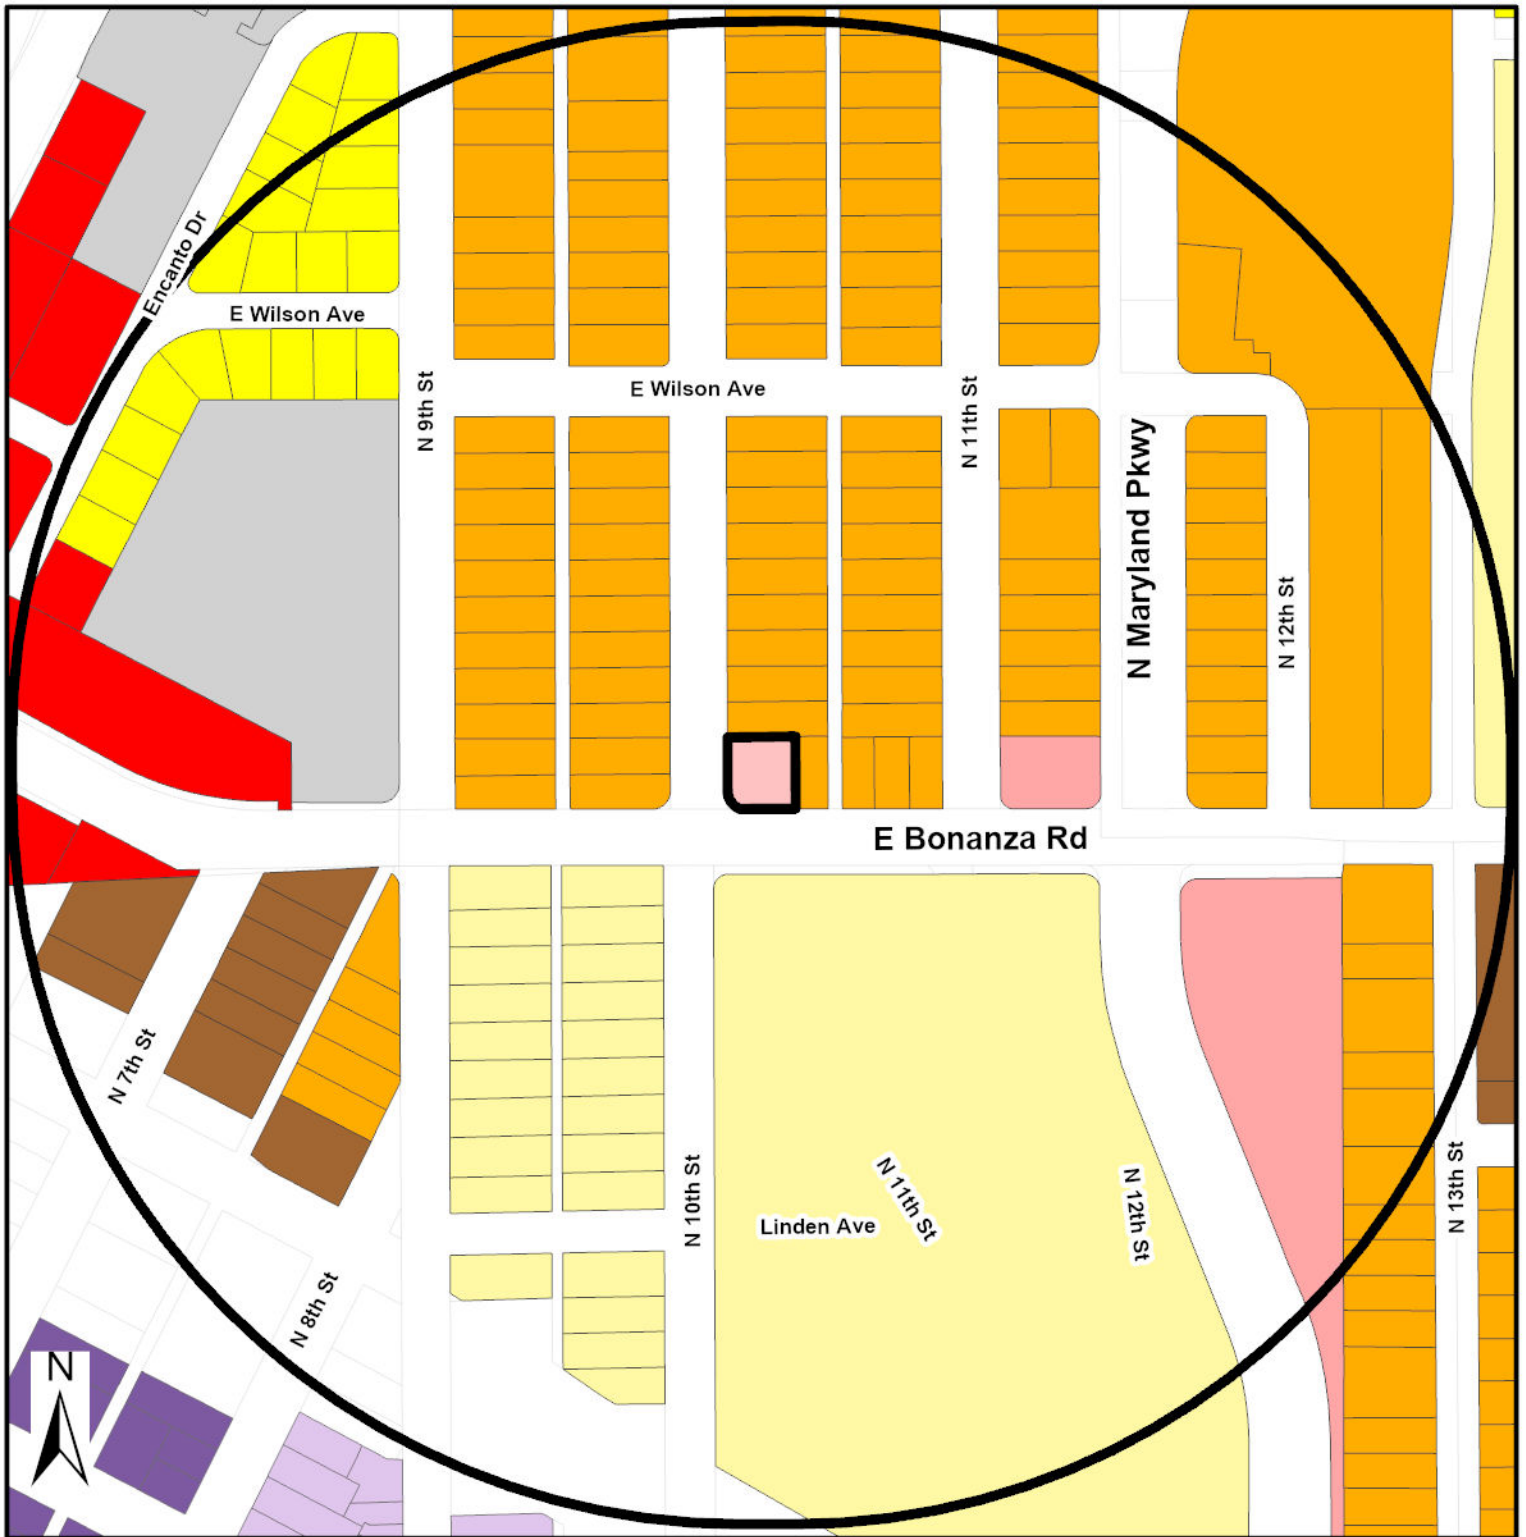 Encanto Dr
E Wilson Ave
E Wilson Ave
N 9th St
N 11th St
N Maryland Pkwy
N 12th St
E Bonanza Rd
N 7th St
N 10th St
N 11th St
N 12th St
N 13th St
Linden Ave
N 8th St
N